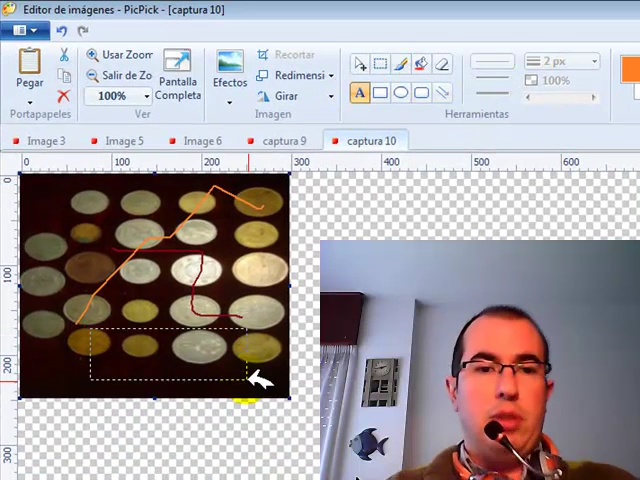 Editor de imágenes - PicPick - [captura 10]
Pegar
Usar Zoom
Salir de Zo
100%
Pantalla
Completa
Efectos
Recortar
Redimensi
Girar
2 px
100%
A
Portapapeles
Ver
Imagen
Herramientas
Image 3
Image 5
Image 6
captura 9
captura 10
0 100 200 300 400 500 600
0
100
200
300